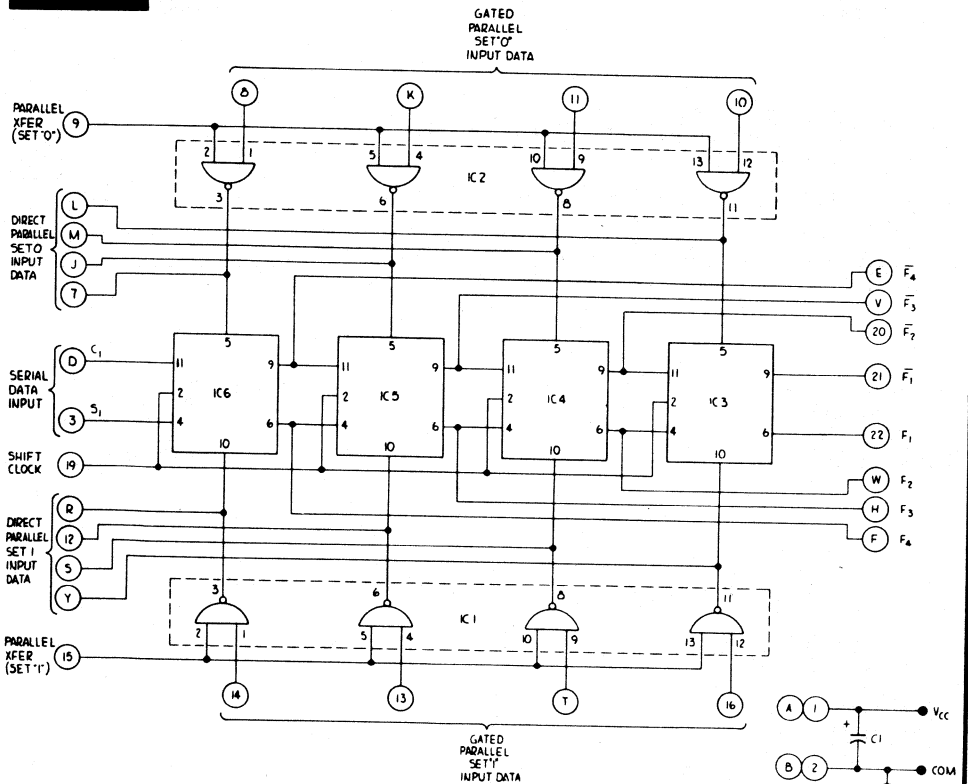 GATED
PARALLEL
SET"0"
INPUT DATA
8
K
11
10
PARALLEL
XFER
(SET"0")
9
2
1
5
4
10
9
13
12
IC2
3
6
8
11
DIRECT
PARALLEL
SET 0
INPUT
DATA
L
M
J
7
E
F̅4
V
F̅3
20
F̅2
21
F̅1
22
F1
W
F2
H
F3
F
F4
SERIAL
DATA
INPUT
D
C1
3
S1
5
11
9
2
IC6
4
6
10
5
11
9
2
IC5
4
6
10
5
11
9
2
IC4
4
6
10
5
11
9
2
IC3
4
6
10
SHIFT
CLOCK
19
DIRECT
PARALLEL
SET 1
INPUT
DATA
R
12
S
Y
3
6
8
11
IC1
2
1
5
4
10
9
13
12
PARALLEL
XFER
(SET"1")
15
14
13
T
16
GATED
PARALLEL
SET"1"
INPUT DATA
A
1
VCC
+
C1
B
2
COM